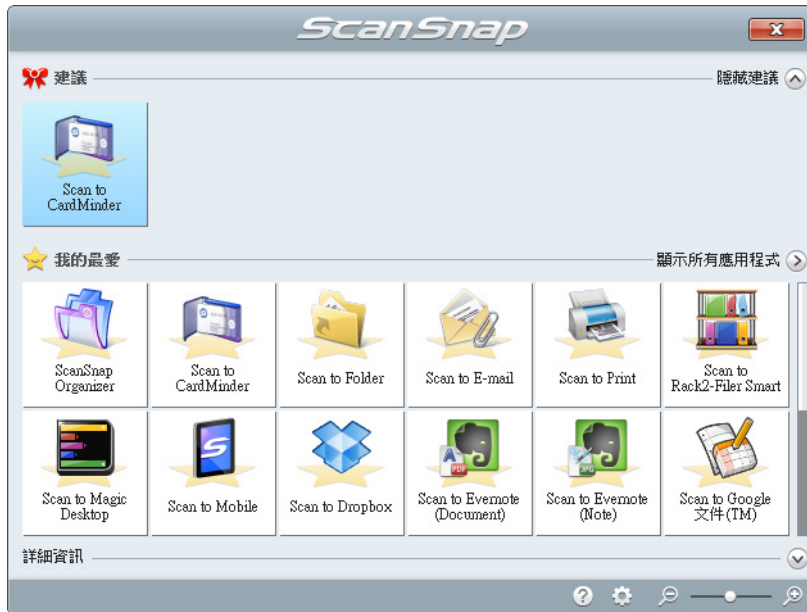 ScanSnap
建議
隱藏建議
Scan to
CardMinder
我的最愛
顯示所有應用程式
ScanSnap
Organizer
Scan to
CardMinder
Scan to Folder
Scan to E-mail
Scan to Print
Scan to
Rack2-Filer Smart
Scan to Magic
Desktop
Scan to Mobile
Scan to Dropbox
Scan to Evernote
(Document)
Scan to Evernote
(Note)
Scan to Google
文件(TM)
詳細資訊